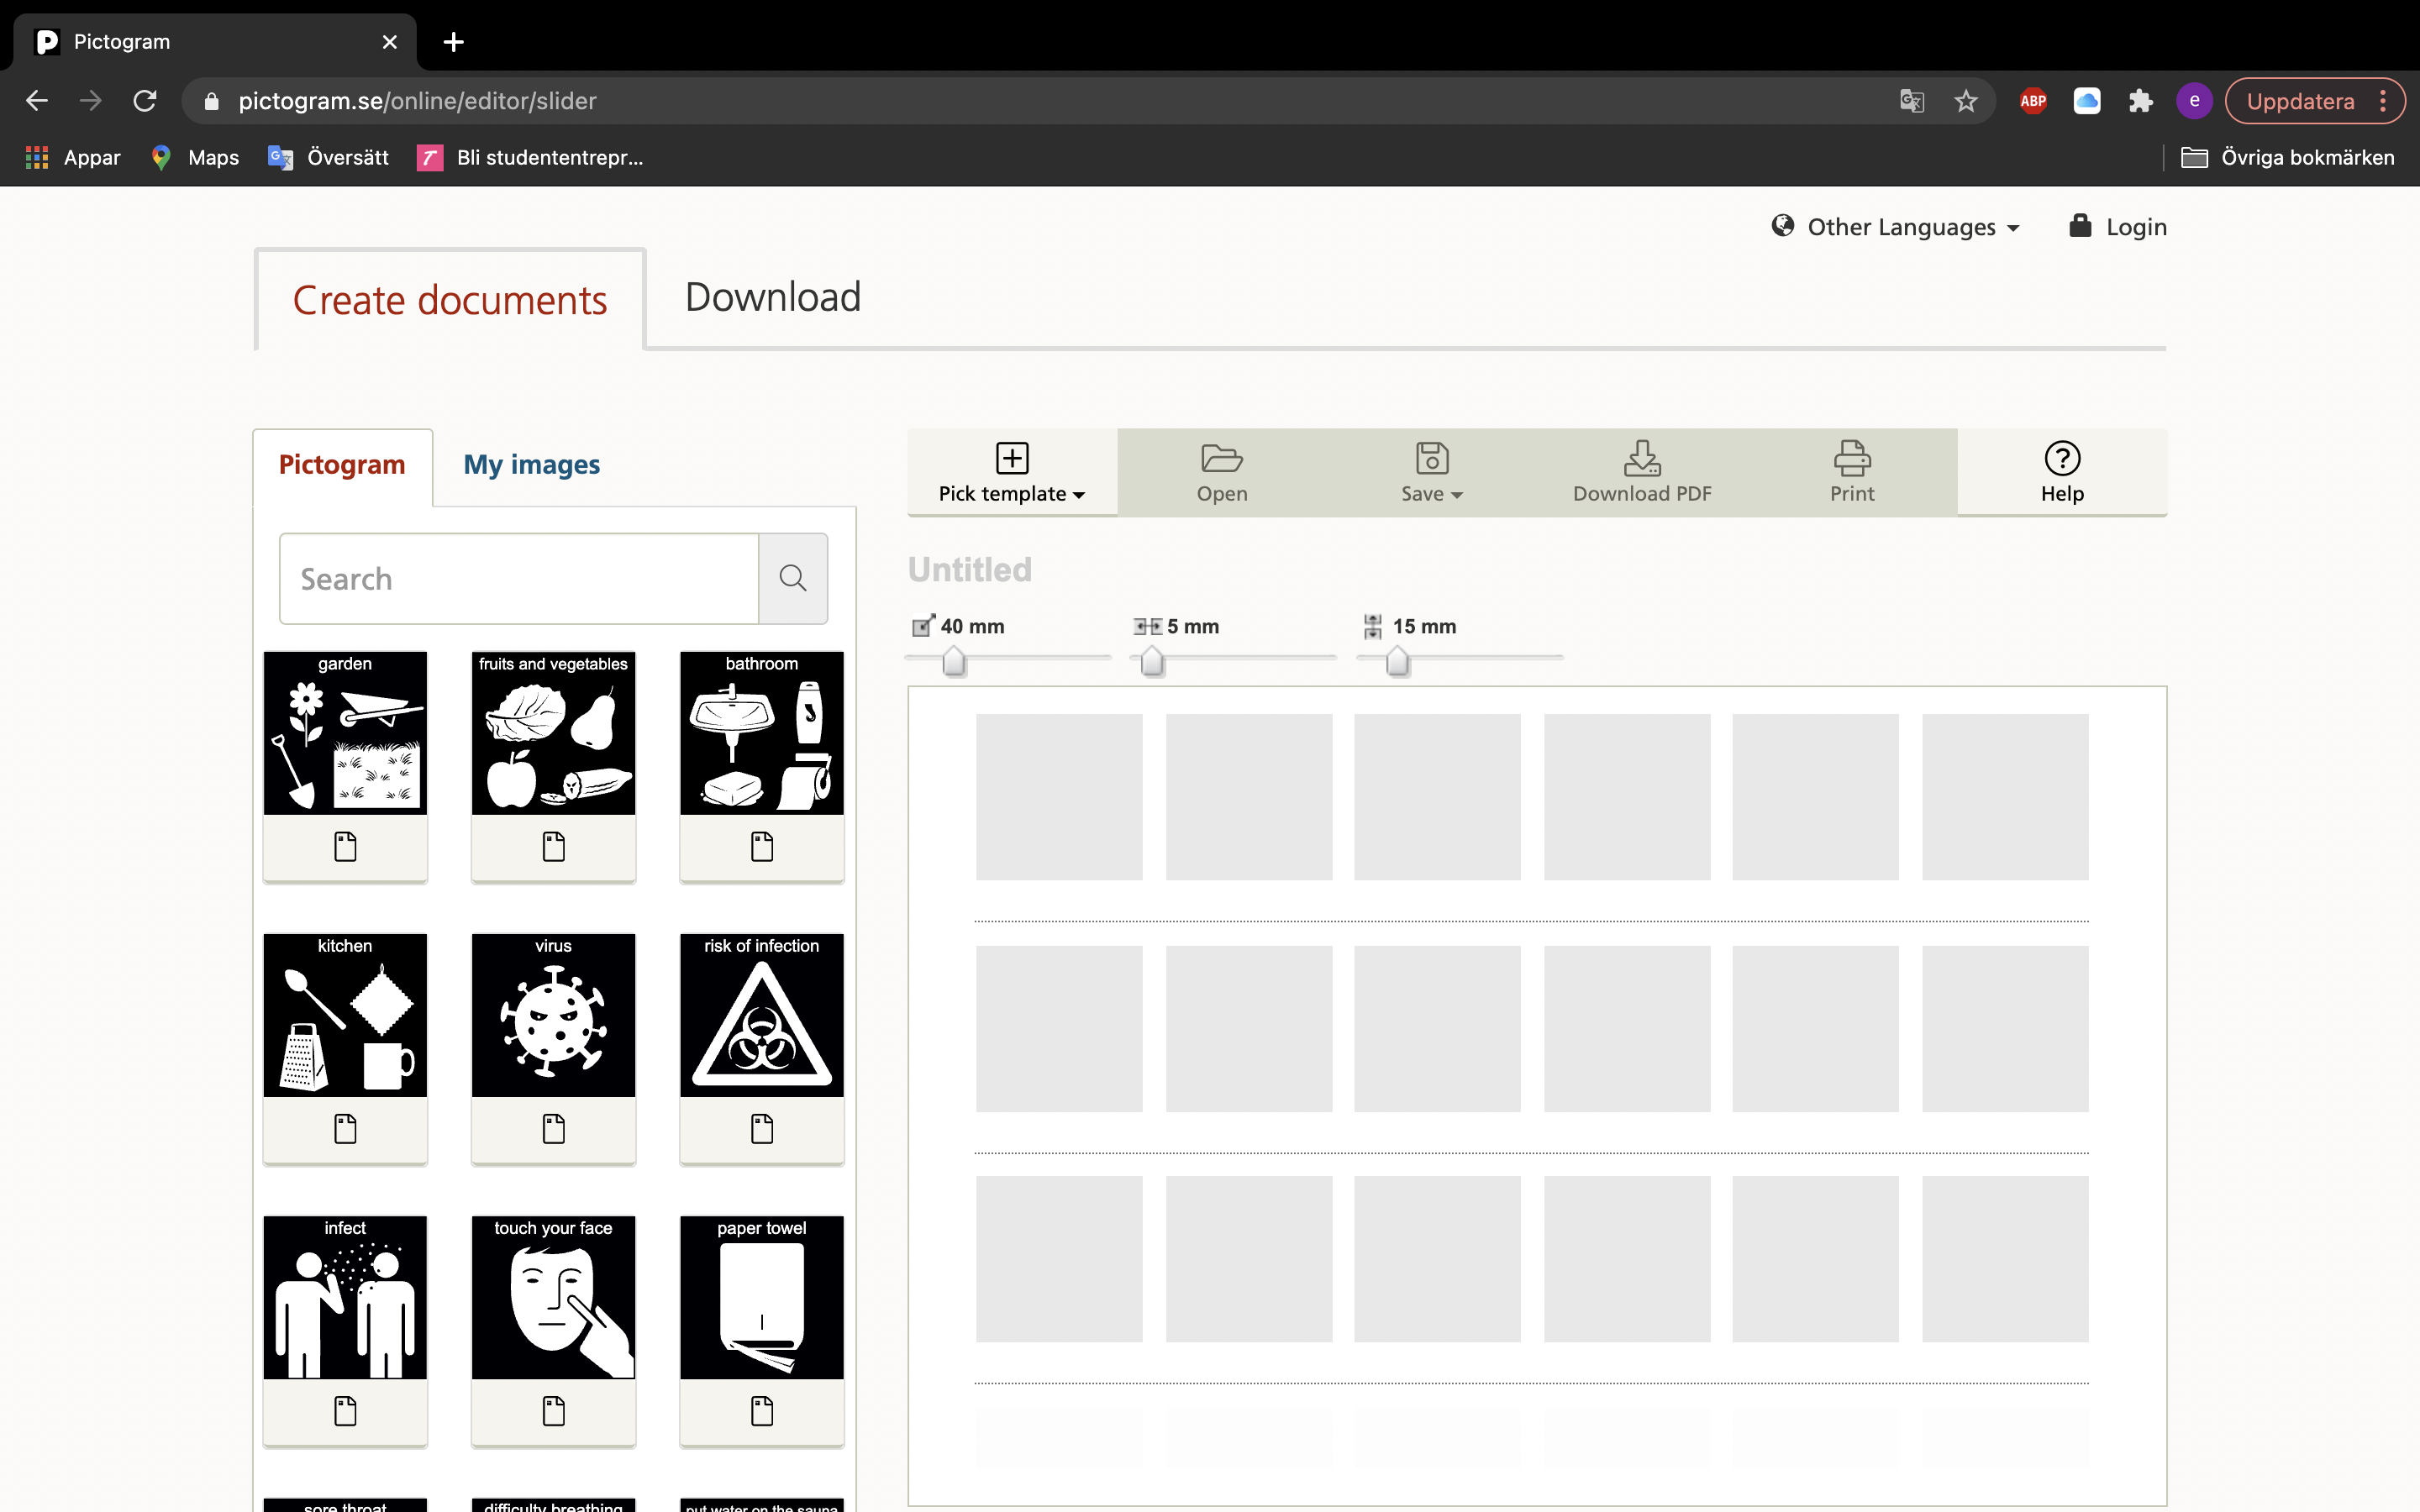 Pictogram
pictogram.se/online/editor/slider
ABP
e
Uppdatera
Appar
Maps
Översätt
Bli studententrepr...
Övriga bokmärken
Other Languages
Login
Create documents
Download
Pictogram
My images
Pick template
Open
Save
Download PDF
Print
Help
Search
Untitled
40 mm
5 mm
15 mm
garden
fruits and vegetables
bathroom
kitchen
virus
risk of infection
infect
touch your face
paper towel
sore throat
difficulty breathing
put water on the sauna